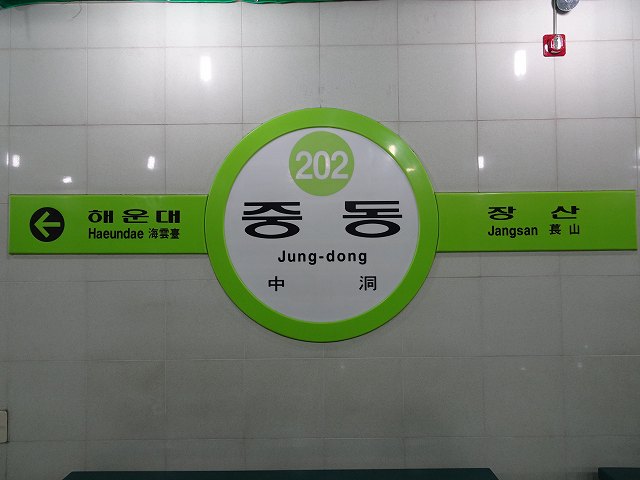 해운대
Haeundae 海雲臺
202
중동
Jung-dong
中 洞
장산
Jangsan 萇山